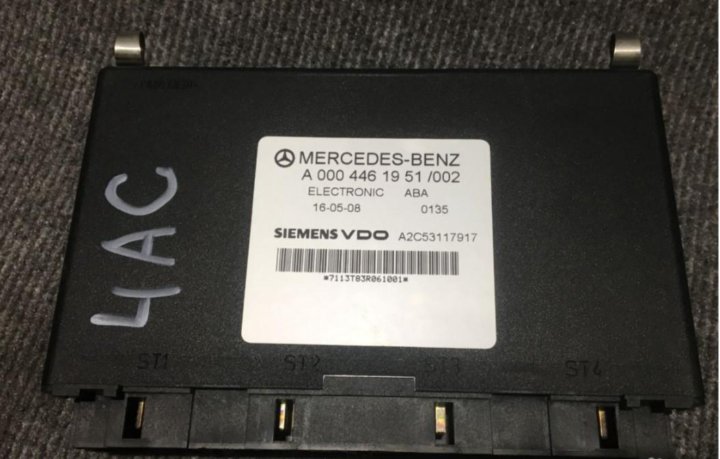 MERCEDES-BENZ
A 000 446 19 51 /002
ELECTRONIC ABA
16-05-08 0135
SIEMENS VDO A2C53117917
*7113T83R061001*
4AC
ST1 ST2 ST3 ST4